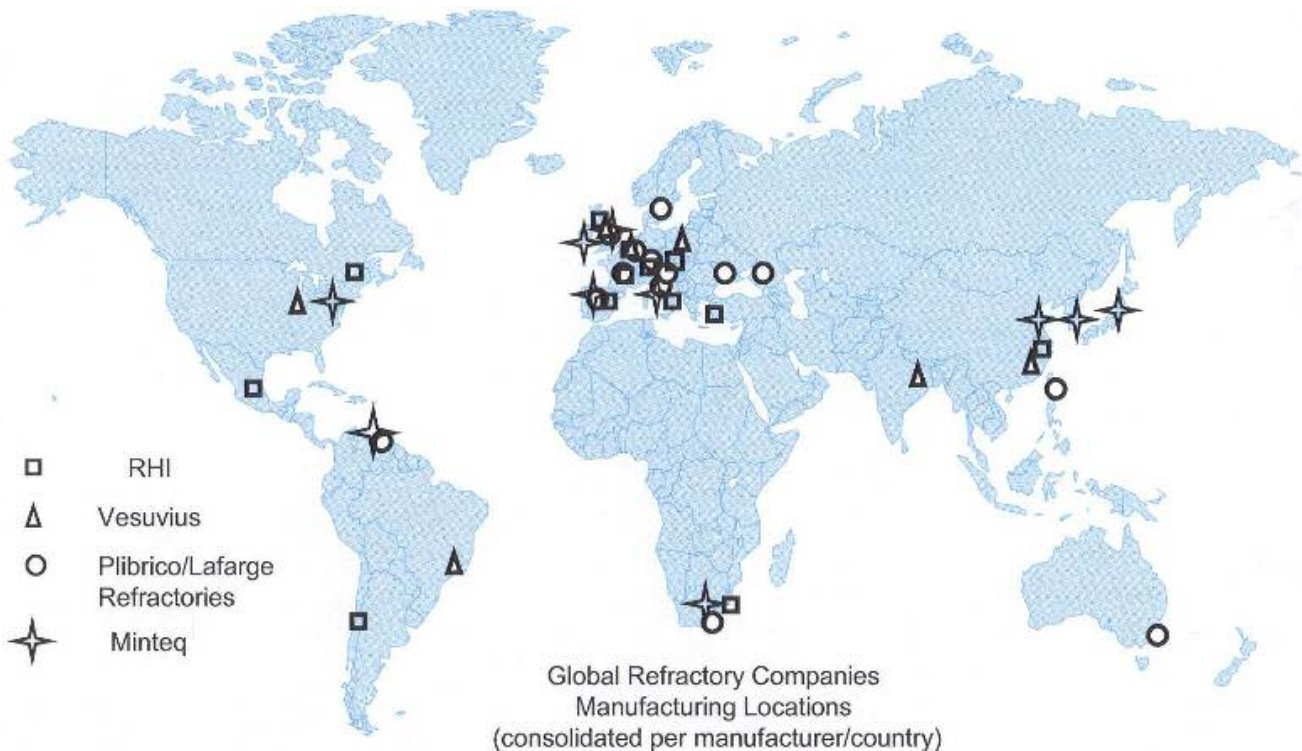 RHI
Vesuvius
Plibrico/Lafarge
Refractories
Minteq
Global Refractory Companies
Manufacturing Locations
(consolidated per manufacturer/country)